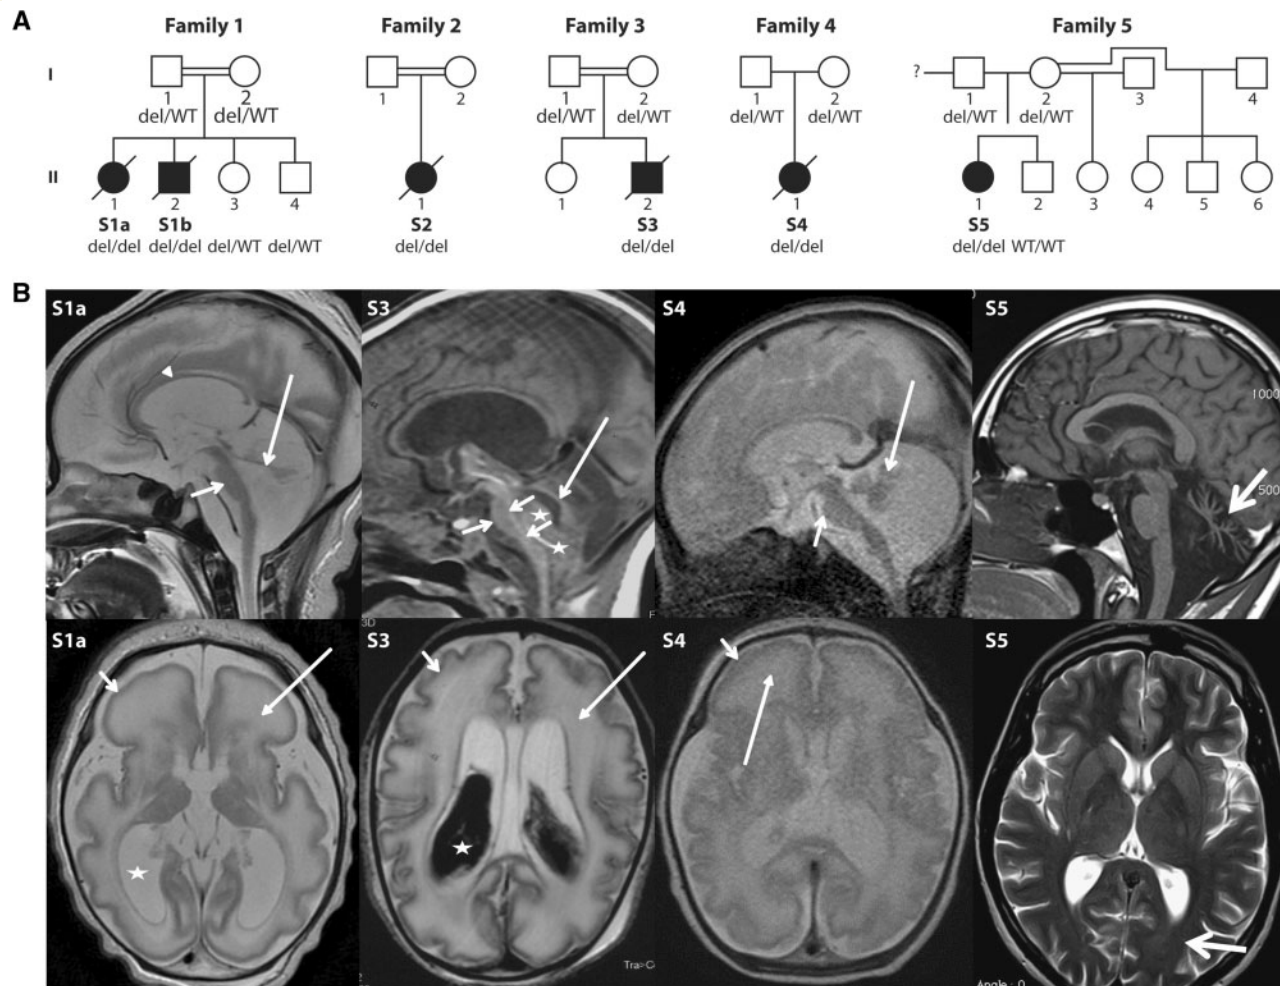 A
Family 1 Family 2 Family 3 Family 4 Family 5
I
?
1 2 1 2 1 2 1 2 1 2 3 4
del/WT del/WT del/WT del/WT del/WT del/WT del/WT del/WT
II
1 2 3 4 1 1 2 1 1 2 3 4 5 6
S1a S1b S2 S3 S4 S5
del/del del/del del/WT del/WT del/del del/del del/del del/del WT/WT
B
S1a S3 S4 S5
1000
500
F
S1a 3D S3 S4 S5
Tra>C
Angle: 0